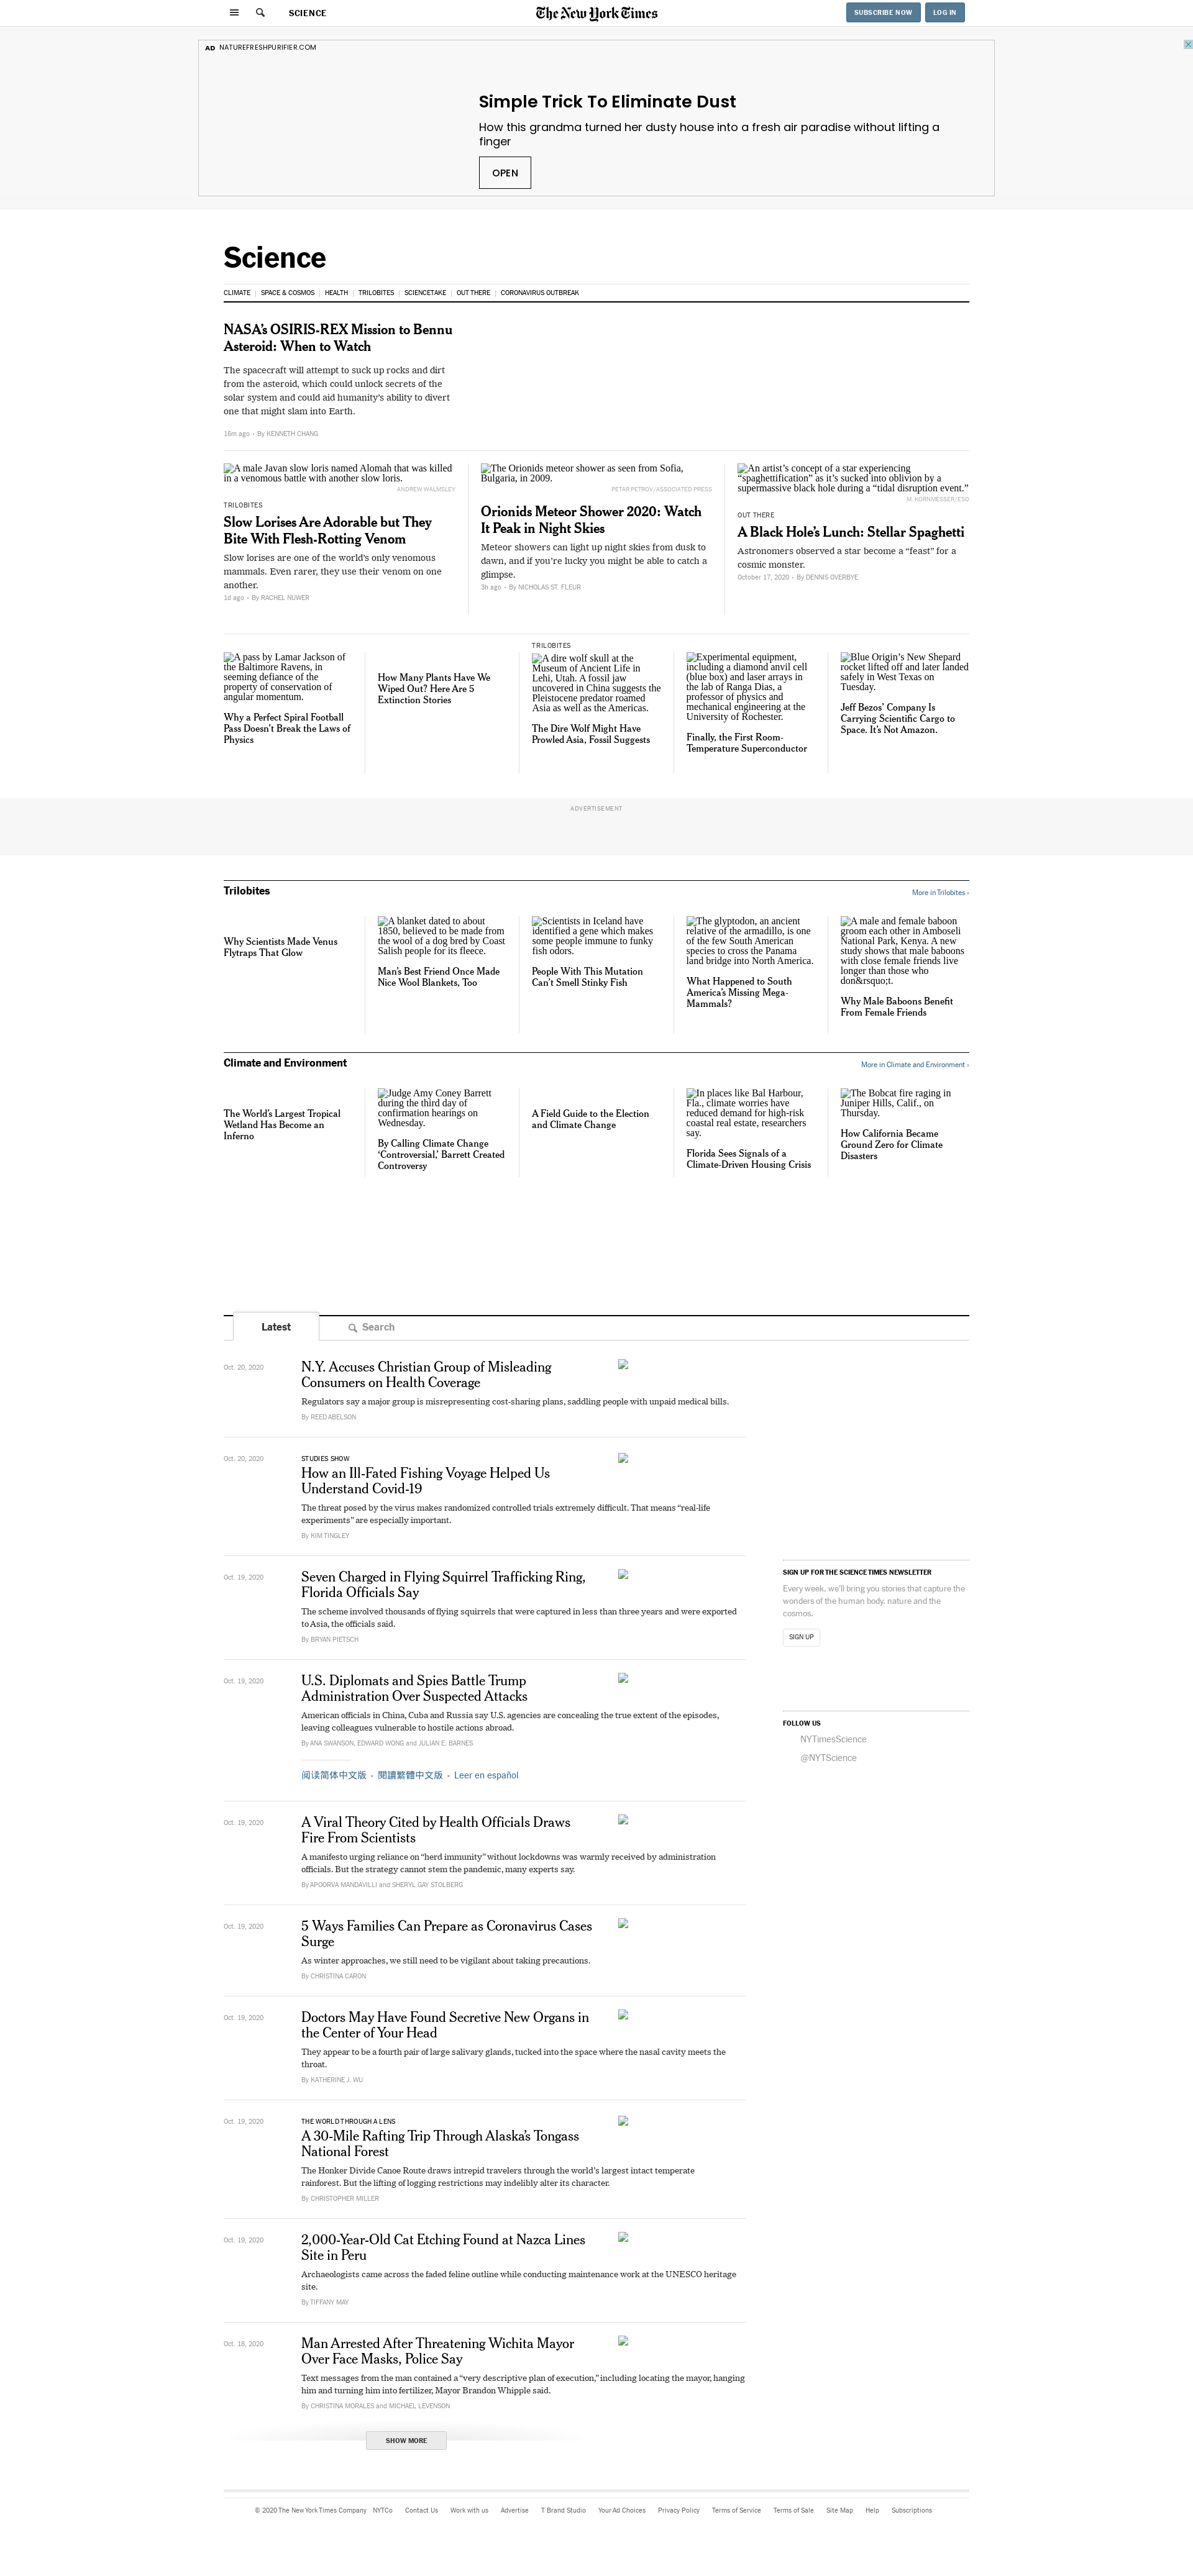 SCIENCE
The New York Times
SUBSCRIBE NOW
LOG IN
AD NATUREFRESHPURIFIER.COM
Simple Trick To Eliminate Dust
How this grandma turned her dusty house into a fresh air paradise without lifting a
finger
OPEN
Science
CLIMATE
SPACE & COSMOS
HEALTH
TRILOBITES
SCIENCETAKE
OUT THERE
CORONAVIRUS OUTBREAK
NASA's OSIRIS-REX Mission to Bennu
Asteroid: When to Watch
The spacecraft will attempt to suck up rocks and dirt
from the asteroid, which could unlock secrets of the
solar system and could aid humanity's ability to divert
one that might slam into Earth.
16m ago • By KENNETH CHANG
A male Javan slow loris named Alomah that was killed
in a venomous battle with another slow loris.
ANDREW WALMSLEY
TRILOBITES
Slow Lorises Are Adorable but They
Bite With Flesh-Rotting Venom
Slow lorises are one of the world's only venomous
mammals. Even rarer, they use their venom on one
another.
1d ago • By RACHEL NUWER
The Orionids meteor shower as seen from Sofia,
Bulgaria, in 2009.
PETAR PETROV/ASSOCIATED PRESS
Orionids Meteor Shower 2020: Watch
It Peak in Night Skies
Meteor showers can light up night skies from dusk to
dawn, and if you're lucky you might be able to catch a
glimpse.
3h ago • By NICHOLAS ST. FLEUR
An artist's concept of a star experiencing
“spaghettification” as it's sucked into oblivion by a
supermassive black hole during a “tidal disruption event.”
M. KORNMESSER/ESO
OUT THERE
A Black Hole's Lunch: Stellar Spaghetti
Astronomers observed a star become a “feast” for a
cosmic monster.
October 17, 2020 • By DENNIS OVERBYE
A pass by Lamar Jackson of
the Baltimore Ravens, in
seeming defiance of the
property of conservation of
angular momentum.
Why a Perfect Spiral Football
Pass Doesn't Break the Laws of
Physics
How Many Plants Have We
Wiped Out? Here Are 5
Extinction Stories
TRILOBITES
A dire wolf skull at the
Museum of Ancient Life in
Lehi, Utah. A fossil jaw
uncovered in China suggests the
Pleistocene predator roamed
Asia as well as the Americas.
The Dire Wolf Might Have
Prowled Asia, Fossil Suggests
Experimental equipment,
including a diamond anvil cell
(blue box) and laser arrays in
the lab of Ranga Dias, a
professor of physics and
mechanical engineering at the
University of Rochester.
Finally, the First Room-
Temperature Superconductor
Blue Origin's New Shepard
rocket lifted off and later landed
safely in West Texas on
Tuesday.
Jeff Bezos' Company Is
Carrying Scientific Cargo to
Space. It's Not Amazon.
ADVERTISEMENT
Trilobites
More in Trilobites ›
Why Scientists Made Venus
Flytraps That Glow
A blanket dated to about
1850, believed to be made from
the wool of a dog bred by Coast
Salish people for its fleece.
Man's Best Friend Once Made
Nice Wool Blankets, Too
Scientists in Iceland have
identified a gene which makes
some people immune to funky
fish odors.
People With This Mutation
Can't Smell Stinky Fish
The glyptodon, an ancient
relative of the armadillo, is one
of the few South American
species to cross the Panama
land bridge into North America.
What Happened to South
America's Missing Mega-
Mammals?
A male and female baboon
groom each other in Amboseli
National Park, Kenya. A new
study shows that male baboons
with close female friends live
longer than those who
don&rsquo;t.
Why Male Baboons Benefit
From Female Friends
Climate and Environment
More in Climate and Environment ›
The World's Largest Tropical
Wetland Has Become an
Inferno
Judge Amy Coney Barrett
during the third day of
confirmation hearings on
Wednesday.
By Calling Climate Change
‘Controversial,’ Barrett Created
Controversy
A Field Guide to the Election
and Climate Change
In places like Bal Harbour,
Fla., climate worries have
reduced demand for high-risk
coastal real estate, researchers
say.
Florida Sees Signals of a
Climate-Driven Housing Crisis
The Bobcat fire raging in
Juniper Hills, Calif., on
Thursday.
How California Became
Ground Zero for Climate
Disasters
Latest
Search
Oct. 20, 2020
N.Y. Accuses Christian Group of Misleading
Consumers on Health Coverage
Regulators say a major group is misrepresenting cost-sharing plans, saddling people with unpaid medical bills.
By REED ABELSON
Oct. 20, 2020
STUDIES SHOW
How an Ill-Fated Fishing Voyage Helped Us
Understand Covid-19
The threat posed by the virus makes randomized controlled trials extremely difficult. That means “real-life
experiments” are especially important.
By KIM TINGLEY
Oct. 19, 2020
Seven Charged in Flying Squirrel Trafficking Ring,
Florida Officials Say
The scheme involved thousands of flying squirrels that were captured in less than three years and were exported
to Asia, the officials said.
By BRYAN PIETSCH
Oct. 19, 2020
U.S. Diplomats and Spies Battle Trump
Administration Over Suspected Attacks
American officials in China, Cuba and Russia say U.S. agencies are concealing the true extent of the episodes,
leaving colleagues vulnerable to hostile actions abroad.
By ANA SWANSON, EDWARD WONG and JULIAN E. BARNES
阅读简体中文版 • 閱讀繁體中文版 • Leer en español
Oct. 19, 2020
A Viral Theory Cited by Health Officials Draws
Fire From Scientists
A manifesto urging reliance on “herd immunity” without lockdowns was warmly received by administration
officials. But the strategy cannot stem the pandemic, many experts say.
By APOORVA MANDAVILLI and SHERYL GAY STOLBERG
Oct. 19, 2020
5 Ways Families Can Prepare as Coronavirus Cases
Surge
As winter approaches, we still need to be vigilant about taking precautions.
By CHRISTINA CARON
Oct. 19, 2020
Doctors May Have Found Secretive New Organs in
the Center of Your Head
They appear to be a fourth pair of large salivary glands, tucked into the space where the nasal cavity meets the
throat.
By KATHERINE J. WU
Oct. 19, 2020
THE WORLD THROUGH A LENS
A 30-Mile Rafting Trip Through Alaska's Tongass
National Forest
The Honker Divide Canoe Route draws intrepid travelers through the world's largest intact temperate
rainforest. But the lifting of logging restrictions may indelibly alter its character.
By CHRISTOPHER MILLER
Oct. 19, 2020
2,000-Year-Old Cat Etching Found at Nazca Lines
Site in Peru
Archaeologists came across the faded feline outline while conducting maintenance work at the UNESCO heritage
site.
By TIFFANY MAY
Oct. 18, 2020
Man Arrested After Threatening Wichita Mayor
Over Face Masks, Police Say
Text messages from the man contained a “very descriptive plan of execution,” including locating the mayor, hanging
him and turning him into fertilizer, Mayor Brandon Whipple said.
By CHRISTINA MORALES and MICHAEL LEVENSON
SHOW MORE
SIGN UP FOR THE SCIENCE TIMES NEWSLETTER
Every week, we'll bring you stories that capture the
wonders of the human body, nature and the
cosmos.
SIGN UP
FOLLOW US
NYTimesScience
@NYTScience
© 2020 The New York Times Company
NYTCo
Contact Us
Work with us
Advertise
T Brand Studio
Your Ad Choices
Privacy Policy
Terms of Service
Terms of Sale
Site Map
Help
Subscriptions